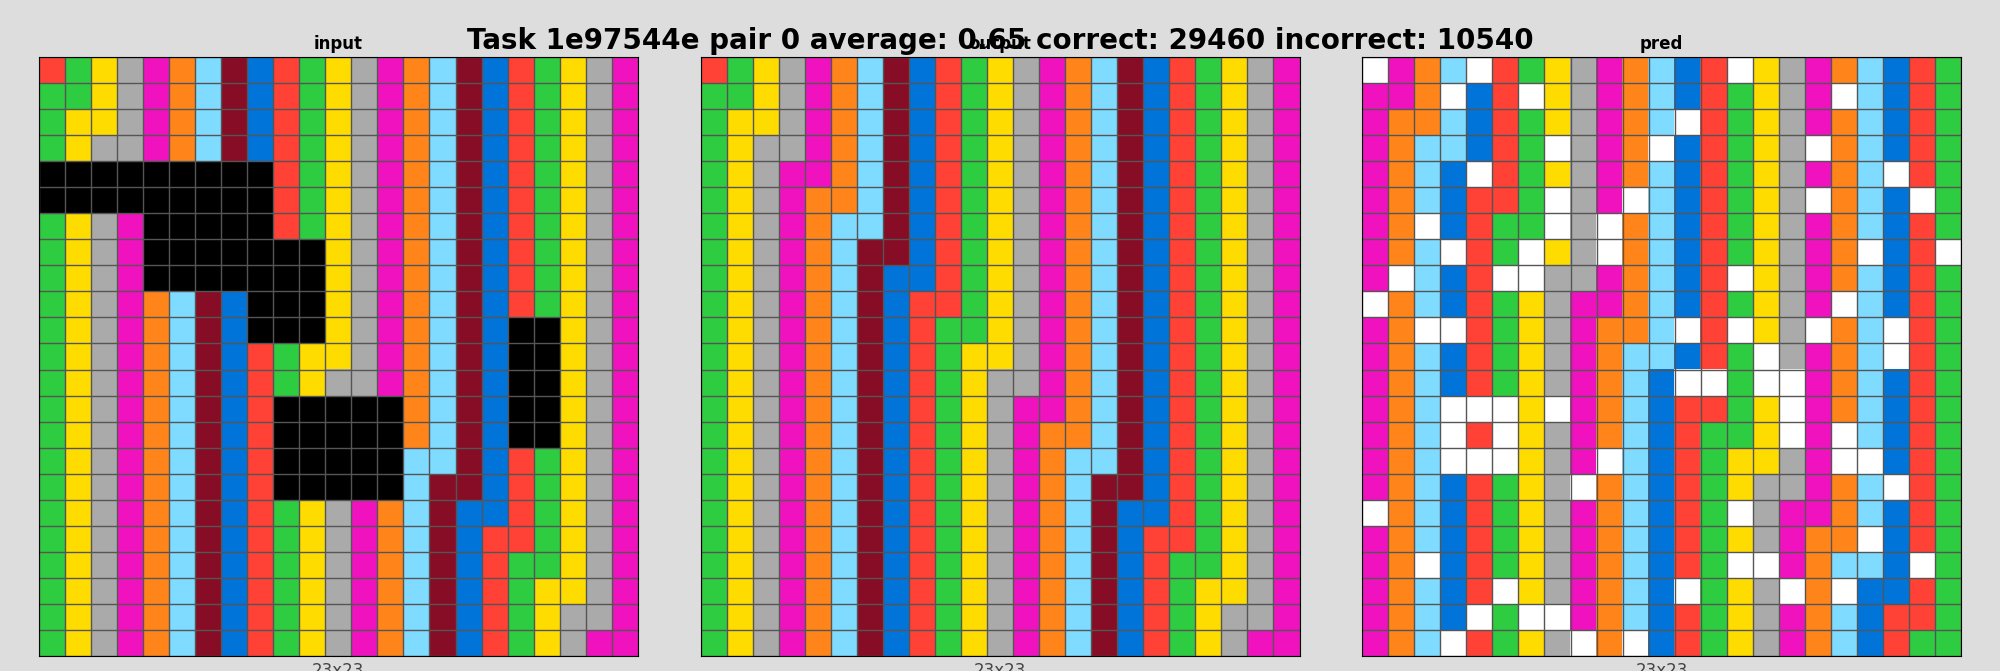 Task 1e97544e pair 0 average: 0.65 correct: 29460 incorrect: 10540
input
output
pred
23x23
23x23
23x23